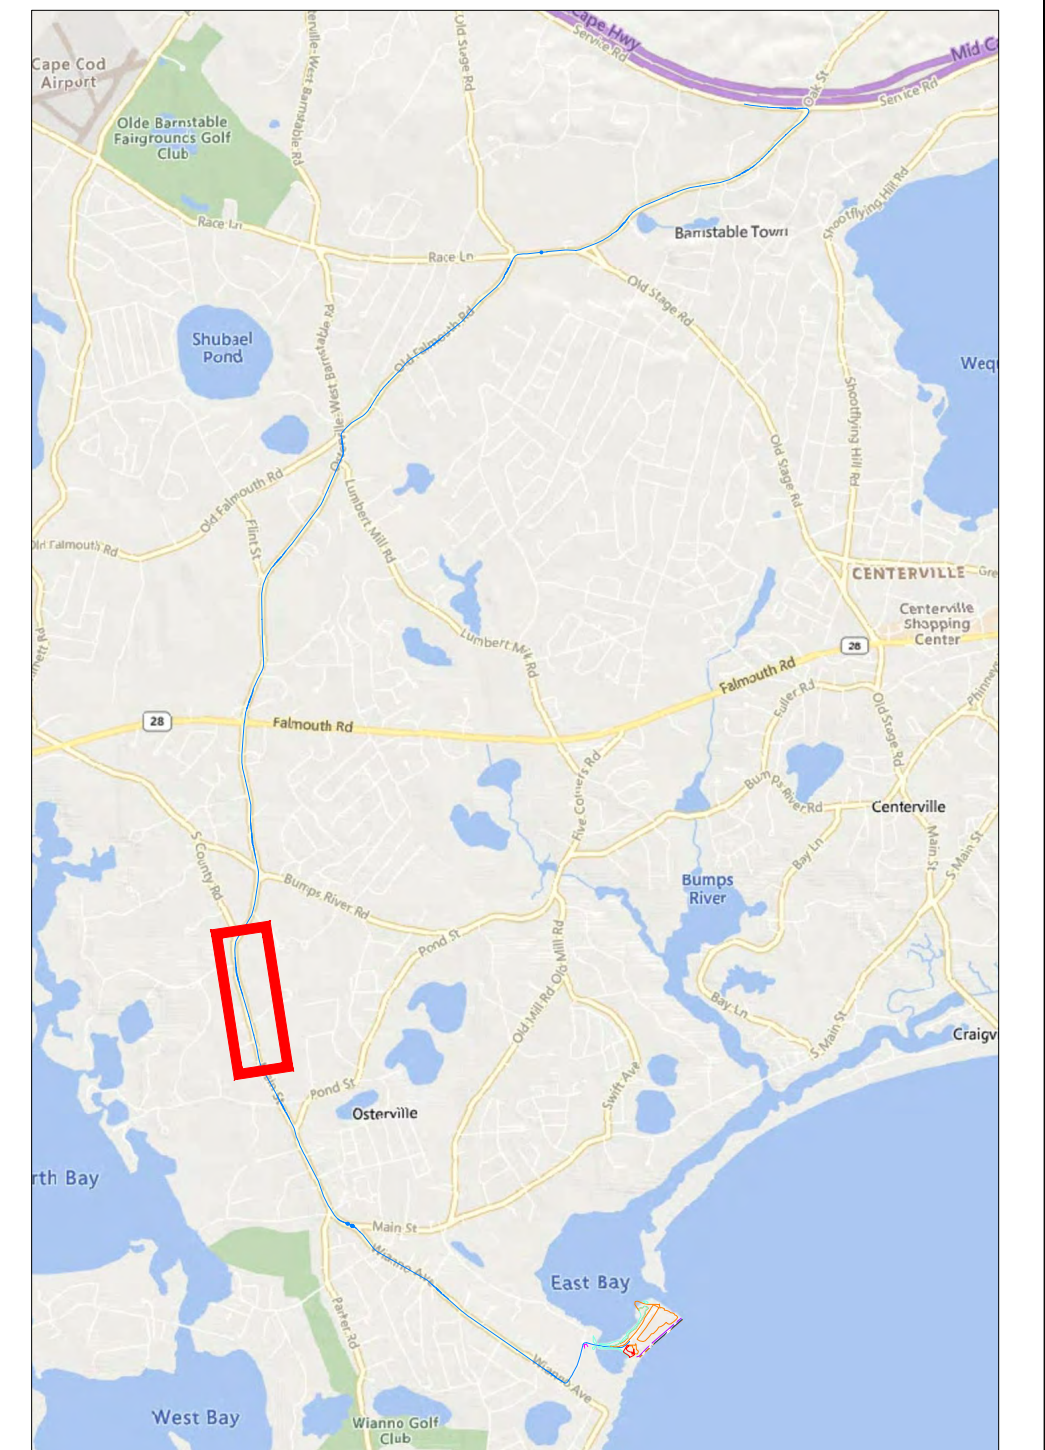 Cape Hwy
Service Rd
Mid C
Service Rd
Oak St
Old Stage Rd
Cape Cod
Airport
Olde Barnstable
Fairgrounds Golf
Club
Race Ln
Race Ln
Barnstable Town
Shootflying Hill Rd
Old Stage Rd
Shubael
Pond
Old Falmouth Rd
Weq
Shootflying Hill Rd
Old Stage Rd
Old Falmouth Rd
Lumbert Mill Rd
Flint St
Old Falmouth Rd
CENTERVILLE
Gre
Centerville
Shopping
Center
Lumbert Mill Rd
28
Falmouth Rd
Fuller Rd
Old Stage Rd
Phinney
28
Falmouth Rd
Five Corners Rd
Bumps River Rd
Centerville
S County Rd
Bay Ln
Main St
S Main St
Bumps River Rd
Bumps
River
Pond St
Old Mill Rd
Old Mill Rd
Bay Ln
S Main St
Craigv
Swift Ave
Pond St
Osterville
rth Bay
Main St
Wianno Ave
East Bay
Parker Rd
Wianno Ave
West Bay
Wianno Golf
Club